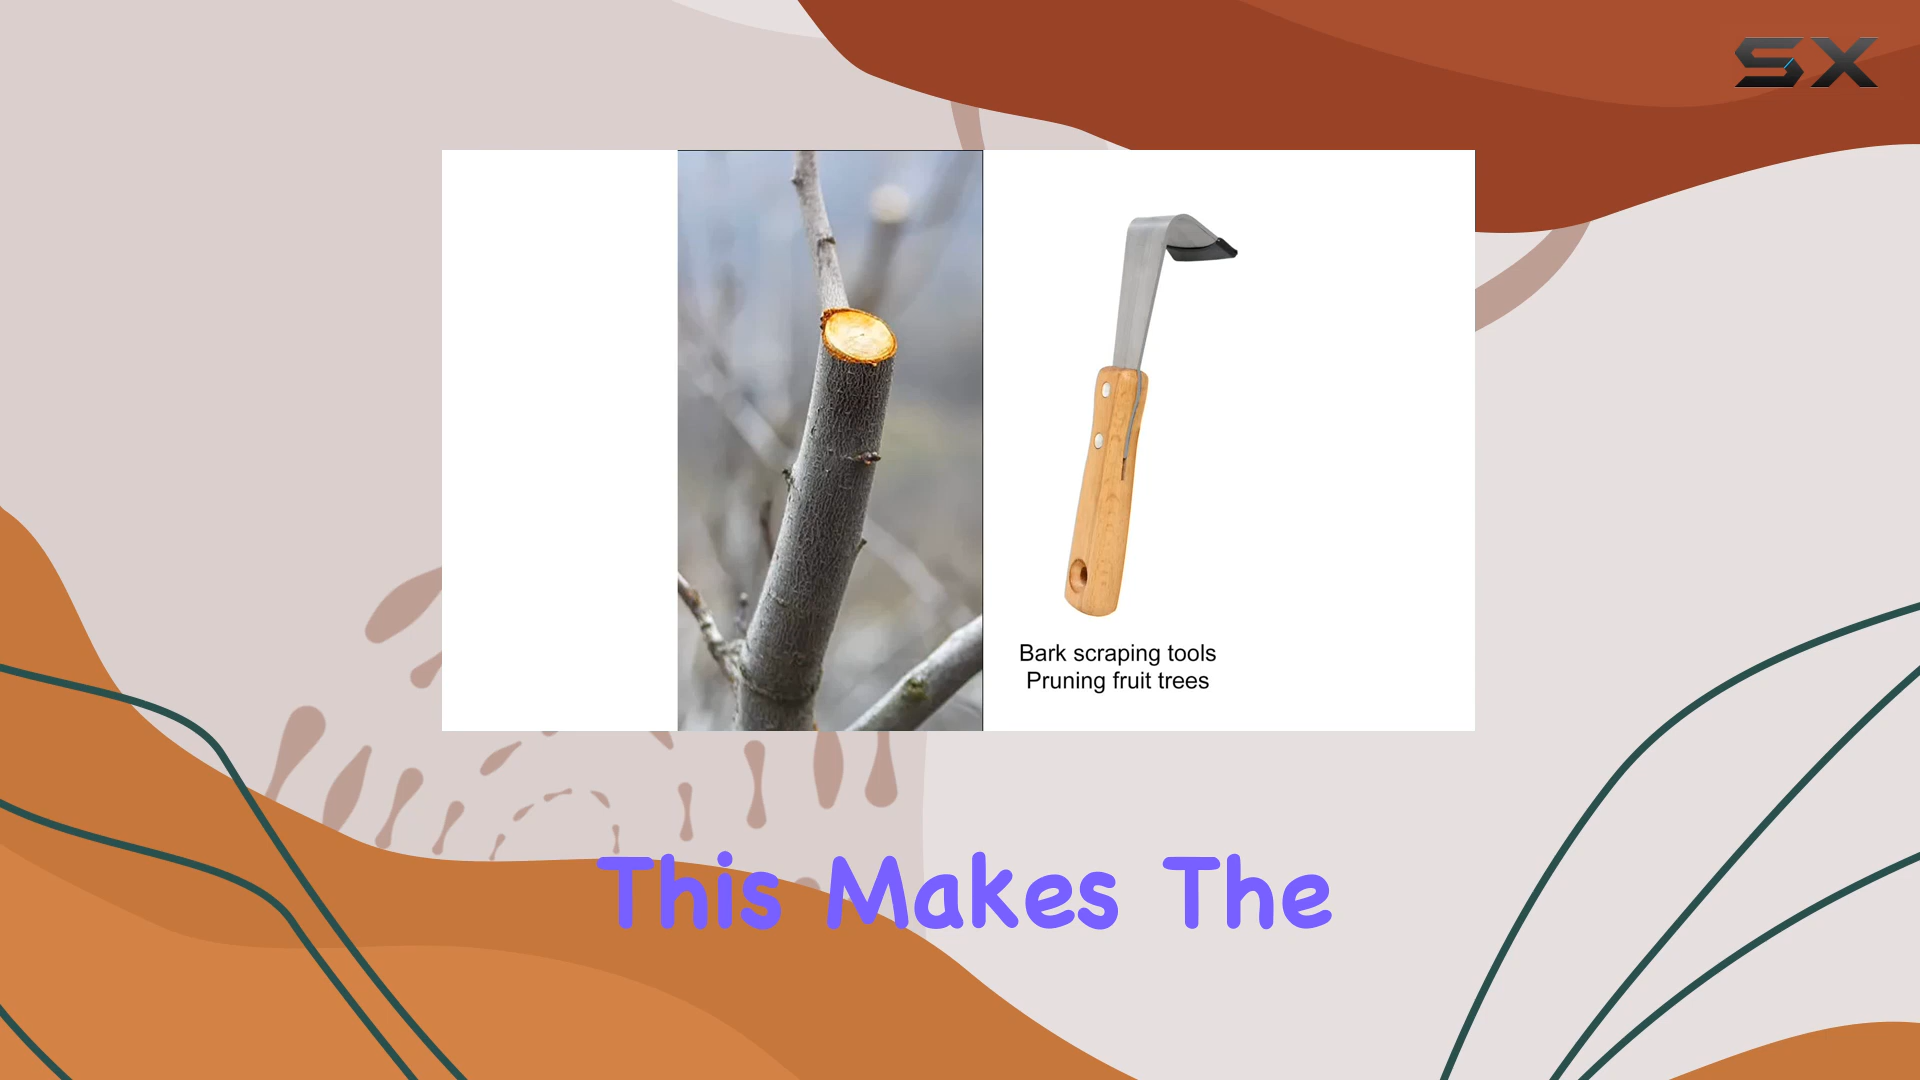 SX
Bark scraping tools
Pruning fruit trees
This Makes The